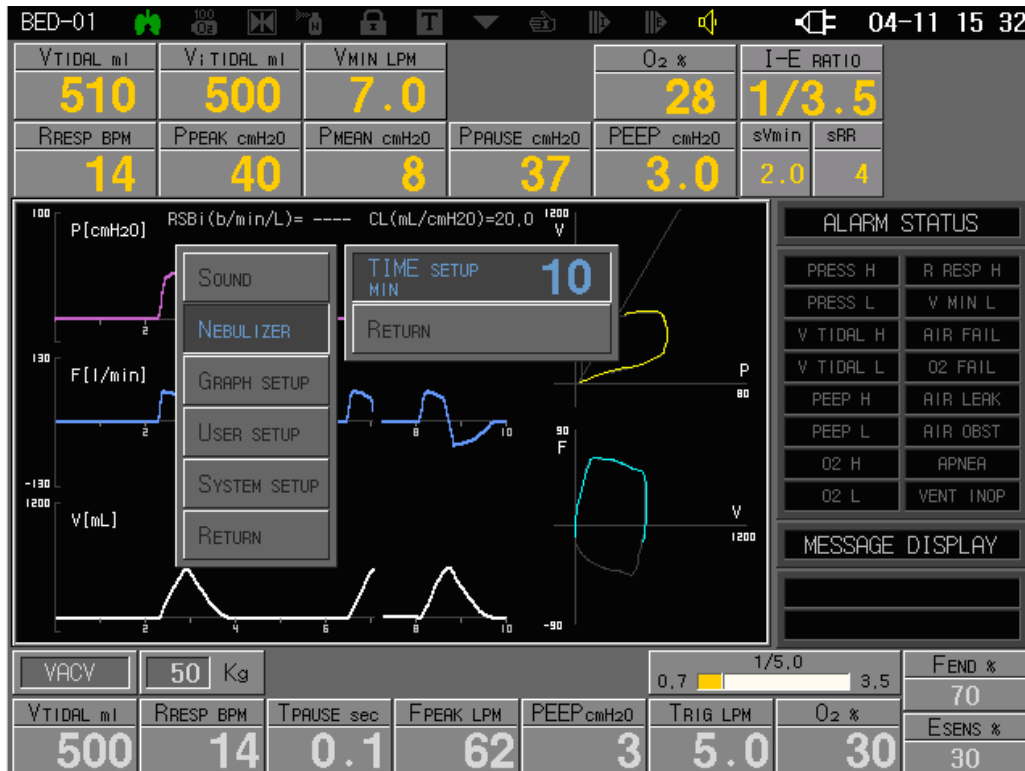 BED-01 100 O2 N T 04-11 15 32
VTIDAL ml ViTIDAL ml VMIN LPM O2 % I-E RATIO
510 500 7.0 28 1/3.5
RRESP BPM PPEAK cmH2O PMEAN cmH2O PPAUSE cmH2O PEEP cmH2O sVmin sRR
14 40 8 37 3.0 2.0 4
100 P[cmH2O] RSBi(b/min/L)= ---- CL(mL/cmH2O)=20,0 1200 V
2
P
80
SOUND
NEBULIZER
GRAPH SETUP
USER SETUP
SYSTEM SETUP
RETURN
TIME SETUP MIN 10
RETURN
130 F[l/min]
2 6 8 10
-130
90 F
V
1200
-90
1200 V[mL]
2 4 6 8 10
ALARM STATUS
PRESS H R RESP H
PRESS L V MIN L
V TIDAL H AIR FAIL
V TIDAL L O2 FAIL
PEEP H AIR LEAK
PEEP L AIR OBST
O2 H APNEA
O2 L VENT INOP
MESSAGE DISPLAY
VACV 50 Kg
1/5.0
0,7 3,5
FEND %
70
VTIDAL ml RRESP BPM TPAUSE sec FPEAK LPM PEEP cmH2O TRIG LPM O2 %
500 14 0.1 62 3 5.0 30
ESENS %
30